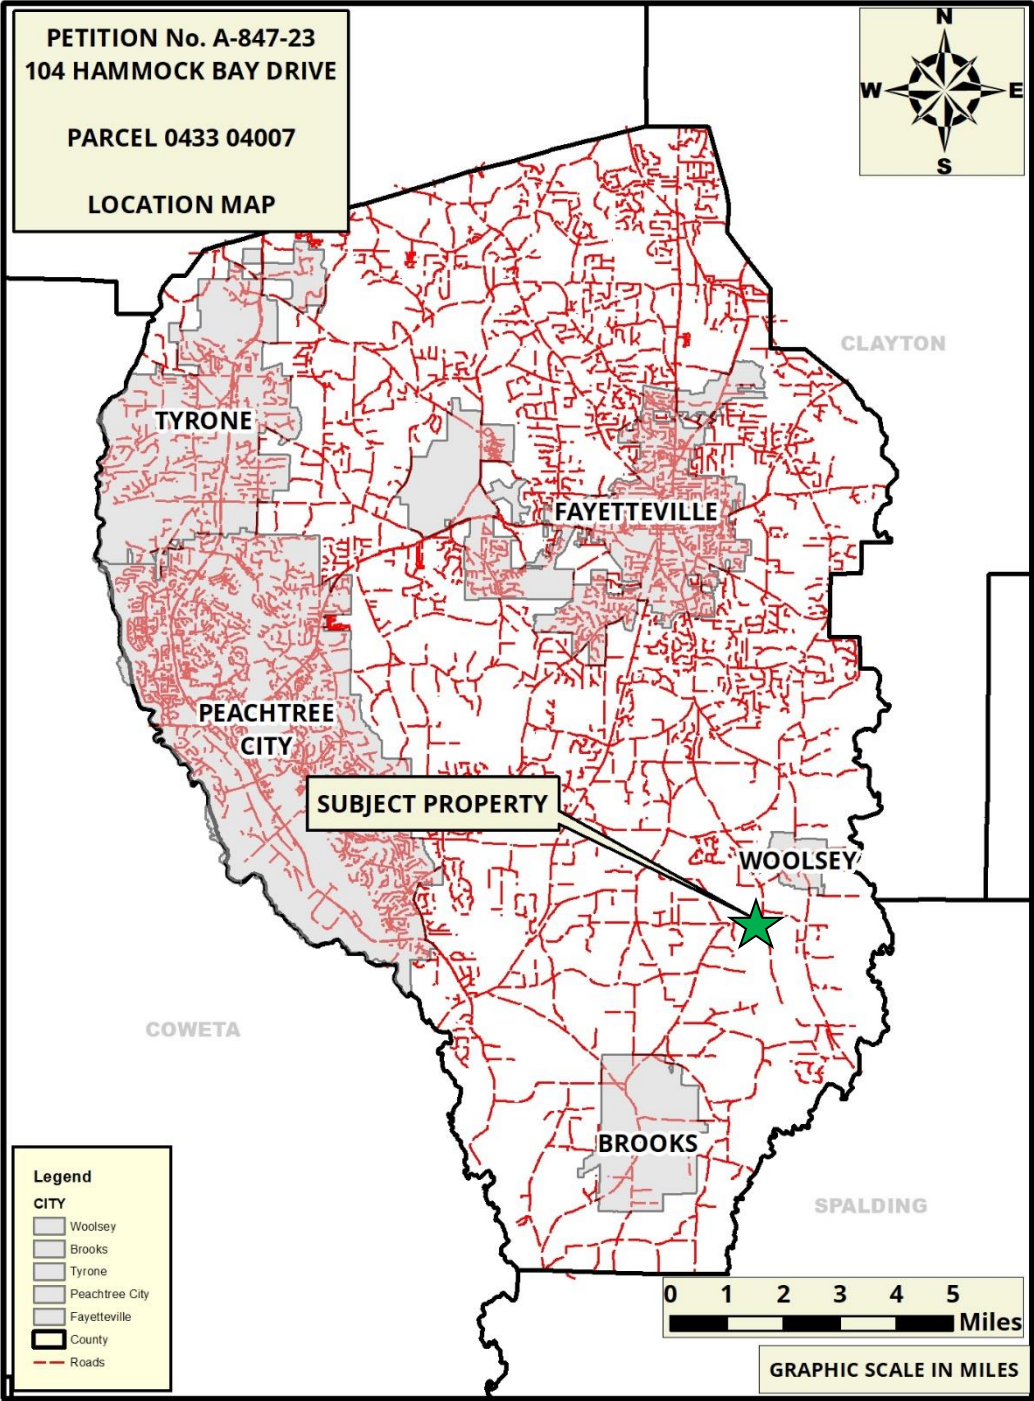 PETITION No. A-847-23
104 HAMMOCK BAY DRIVE
PARCEL 0433 04007
LOCATION MAP
N
W E
S
CLAYTON
TYRONE
FAYETTEVILLE
PEACHTREE
CITY
SUBJECT PROPERTY
WOOLSEY
COWETA
BROOKS
SPALDING
Legend
CITY
Woolsey
Brooks
Tyrone
Peachtree City
Fayetteville
County
Roads
0 1 2 3 4 5
Miles
GRAPHIC SCALE IN MILES